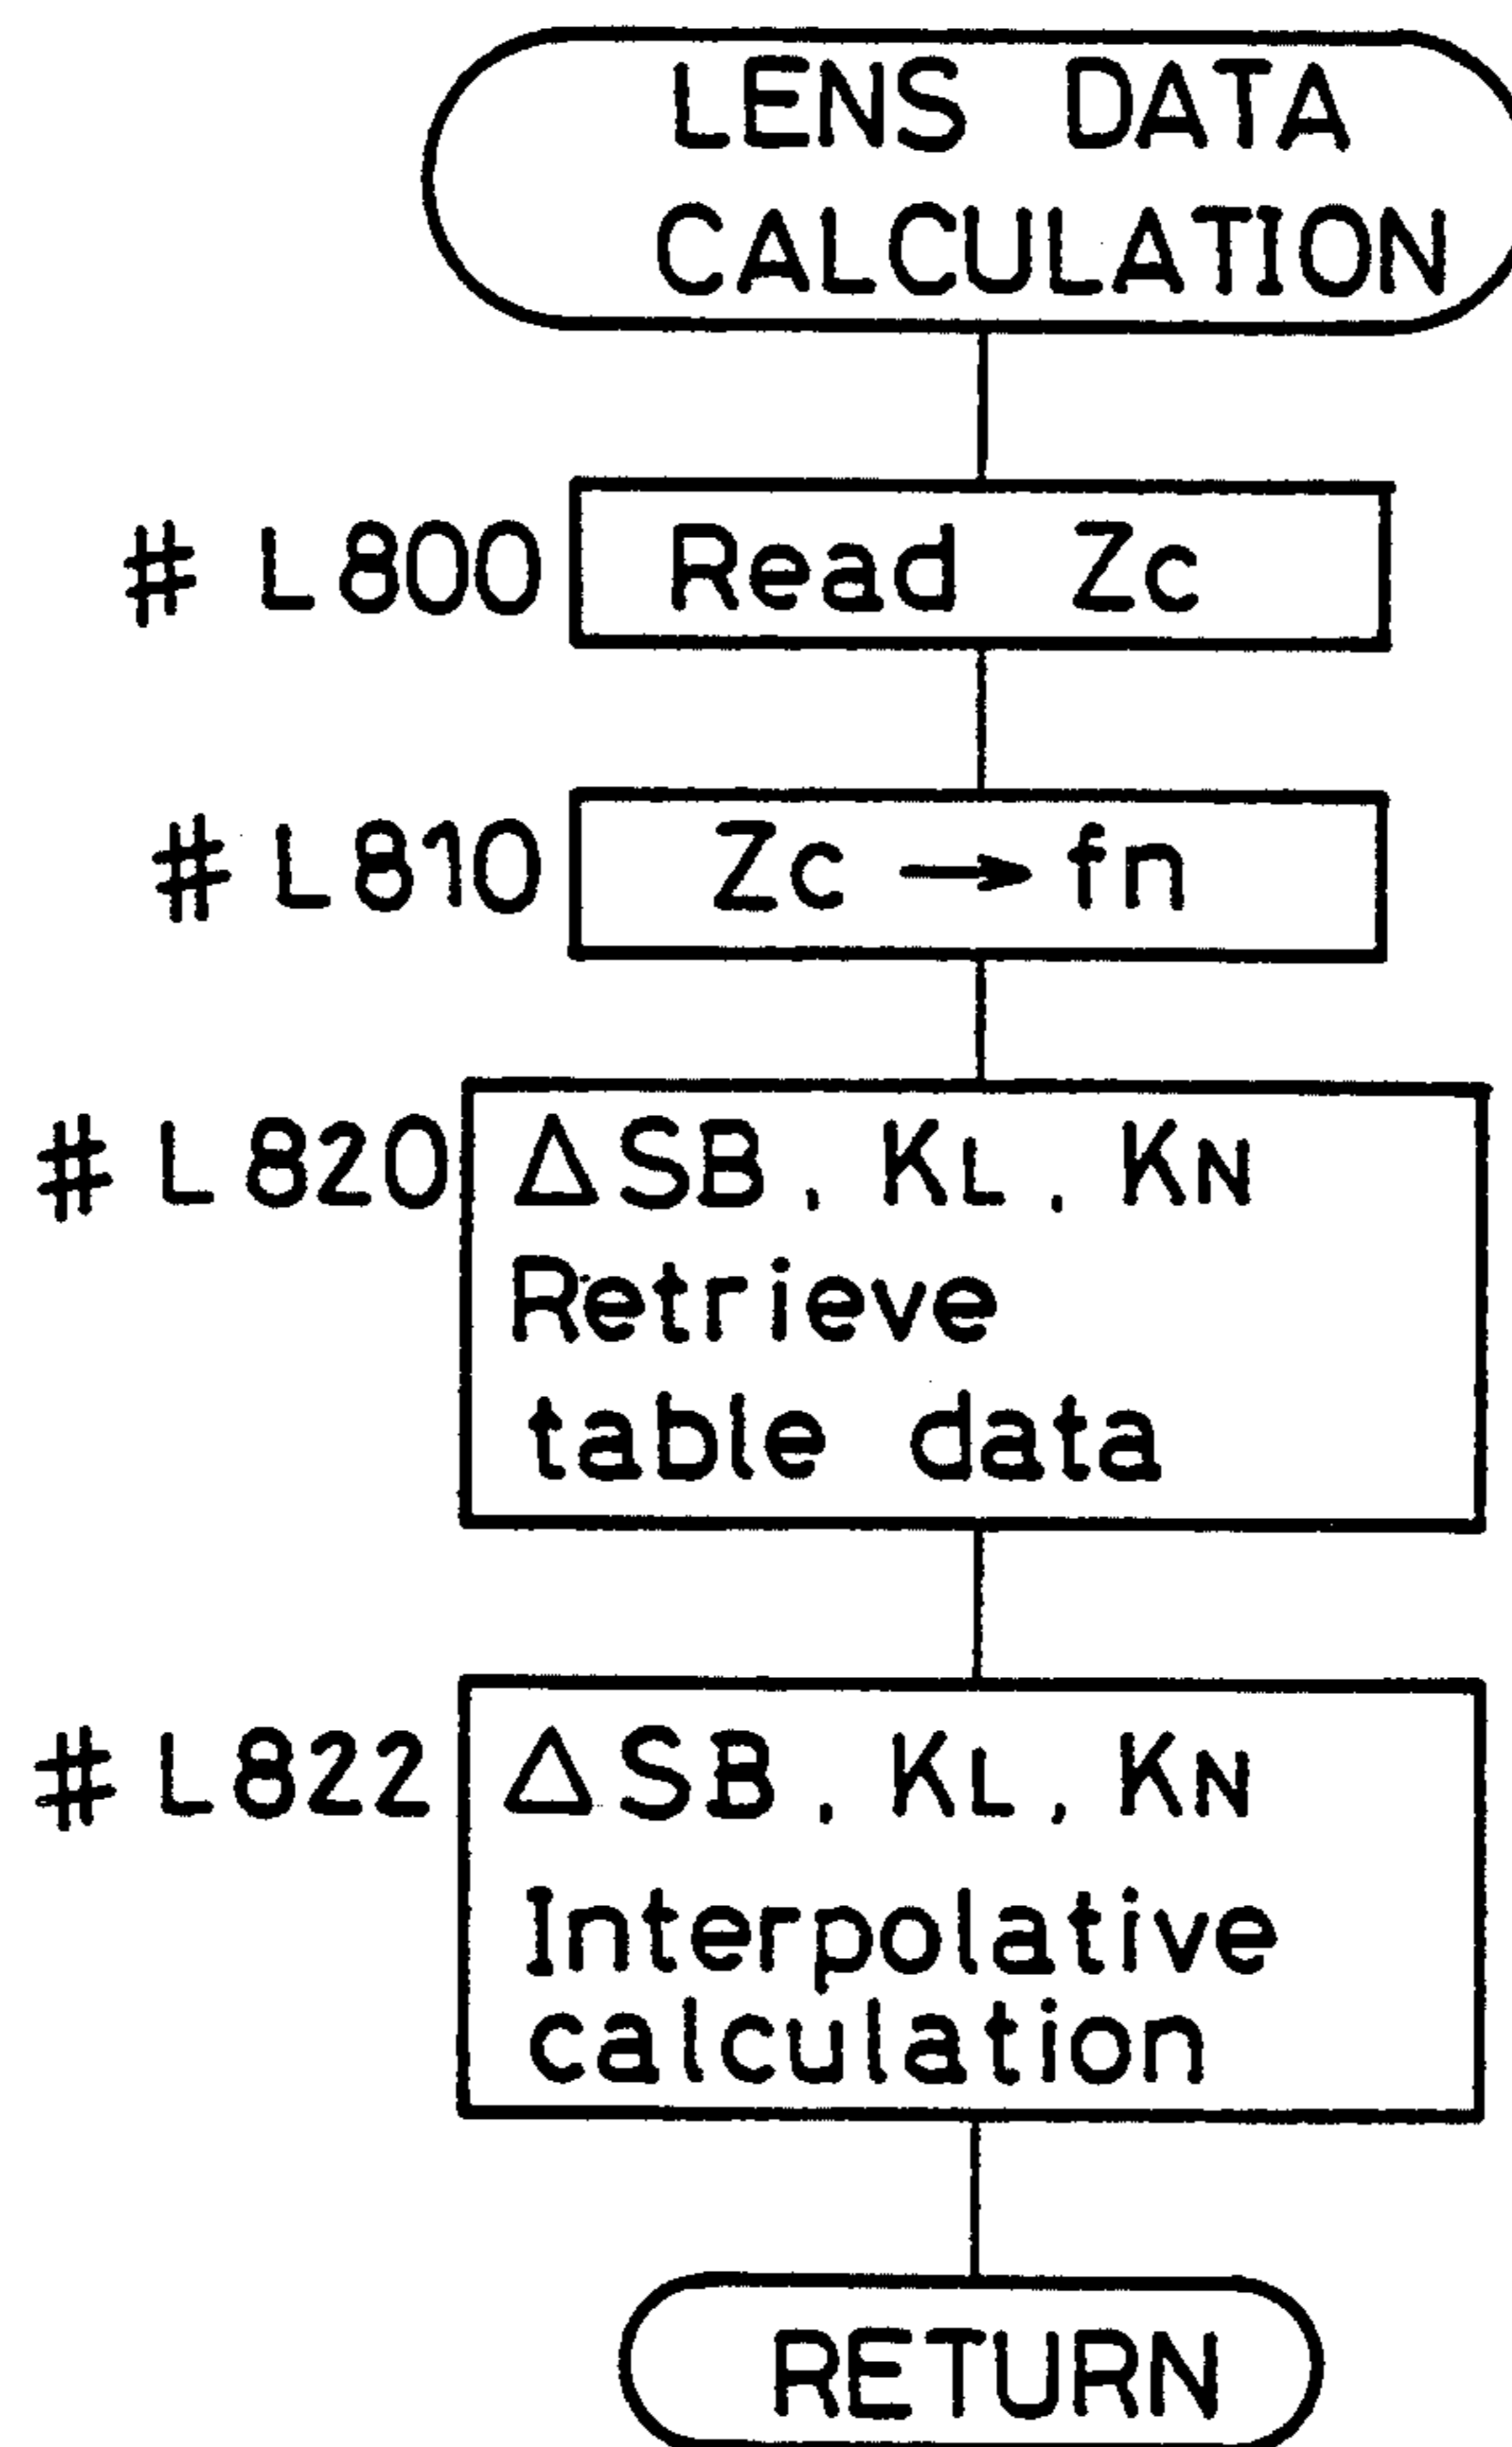 LENS DATA
CALCULATION
# L800 Read Zc
# L810 Zc → fn
# L820 ΔSB, KL, KN
Retrieve
table data
# L822 ΔSB, KL, KN
Interpolative
calculation
RETURN